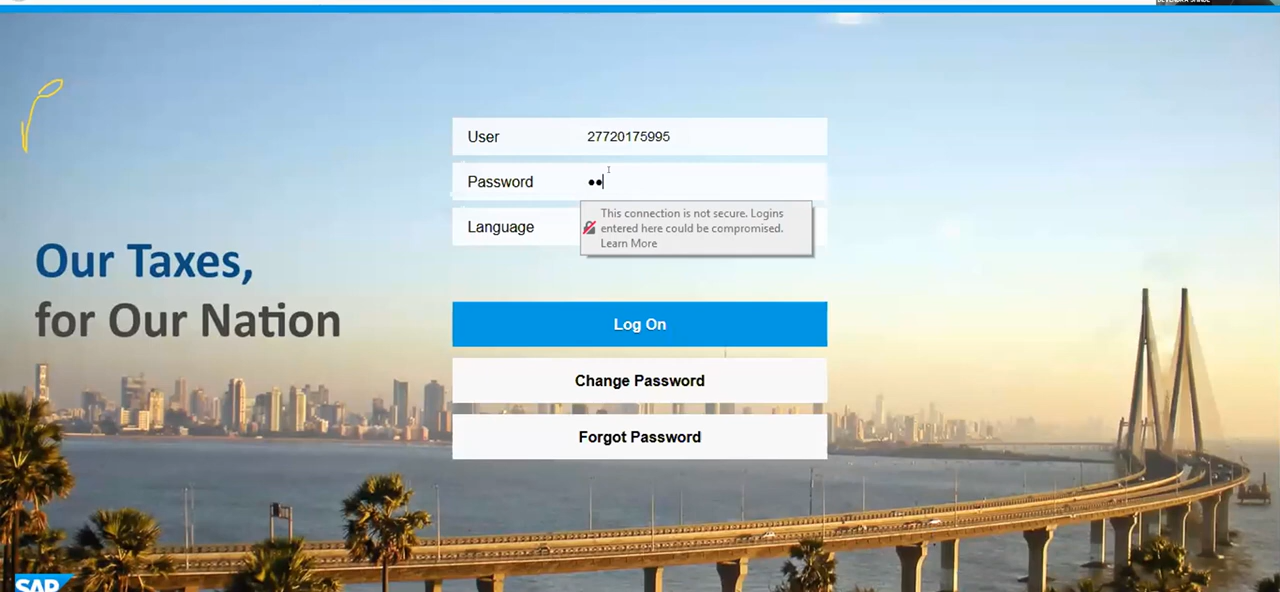 User 27720175995
Password ●●
This connection is not secure. Logins
entered here could be compromised.
Learn More
Language
Our Taxes,
for Our Nation
Log On
Change Password
Forgot Password
SAP